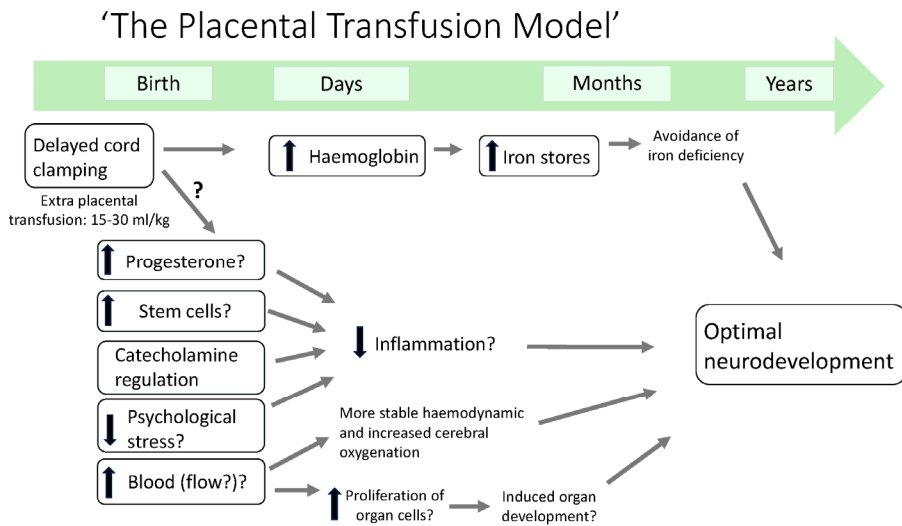 ‘The Placental Transfusion Model’
Birth
Days
Months
Years
Delayed cord
clamping
Extra placental
transfusion: 15-30 ml/kg
?
Haemoglobin
Iron stores
Avoidance of
iron deficiency
Progesterone?
Stem cells?
Catecholamine
regulation
Psychological
stress?
Blood (flow?)?
Inflammation?
More stable haemodynamic
and increased cerebral
oxygenation
Proliferation of
organ cells?
Induced organ
development?
Optimal
neurodevelopment